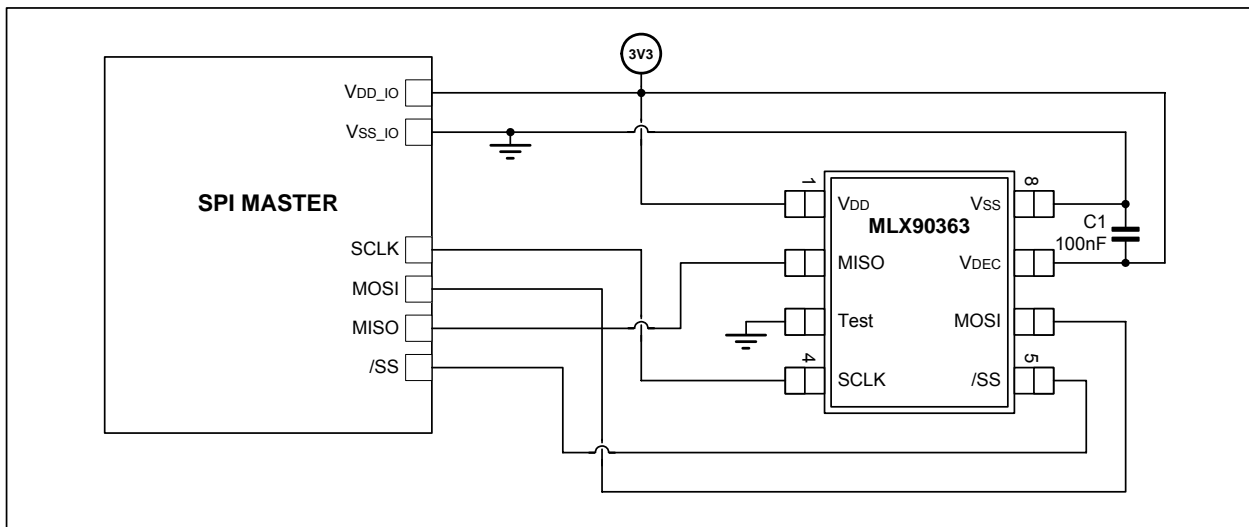 3V3
VDD_IO
VSS_IO
SPI MASTER
SCLK
MOSI
MISO
/SS
1
8
VDD
VSS
MLX90363
C1
100nF
MISO
VDEC
Test
MOSI
4
5
SCLK
/SS